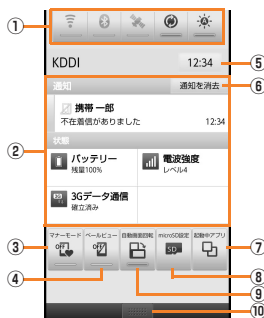 ①
KDDI
12:34
⑤
通知
通知を消去
⑥
携帯 一郎
不在着信がありました
12:34
状態
②
バッテリー
残量100%
電波強度
レベル4
3Gデータ通信
確立済み
マナーモード
ベールビュー
自動画面回転
microSD設定
起動中アプリ
OFF
OFF
SD
③
④
⑦
⑧
⑨
⑩